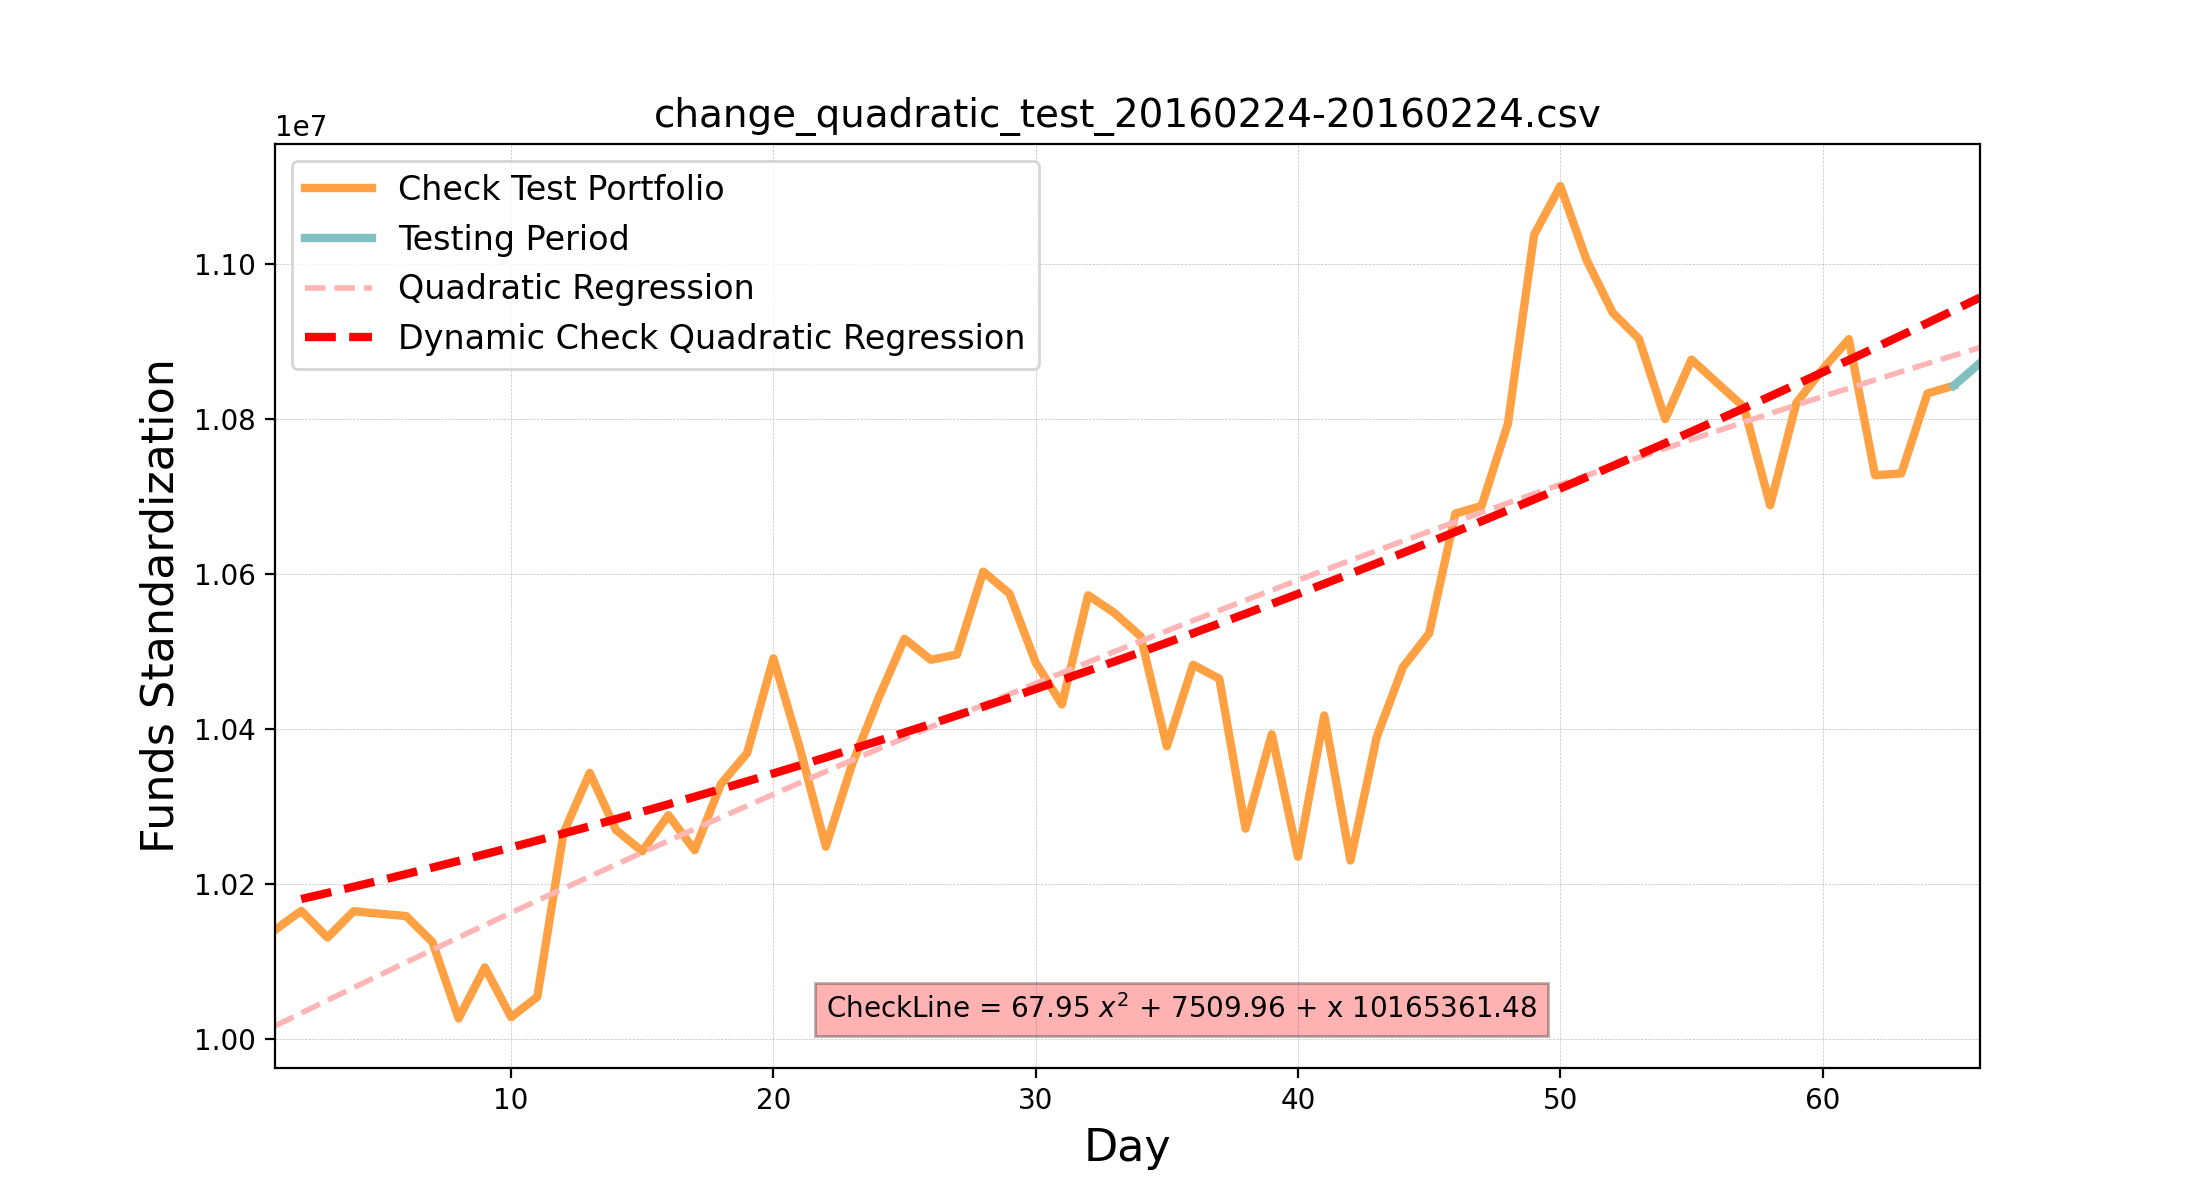 change_quadratic_test_20160224-20160224.csv
1e7
Check Test Portfolio
Testing Period
Quadratic Regression
Dynamic Check Quadratic Regression
1.10
1.08
1.06
1.04
1.02
1.00
Funds Standardization
CheckLine = 67.95 x² + 7509.96 + x 10165361.48
10 20 30 40 50 60
Day